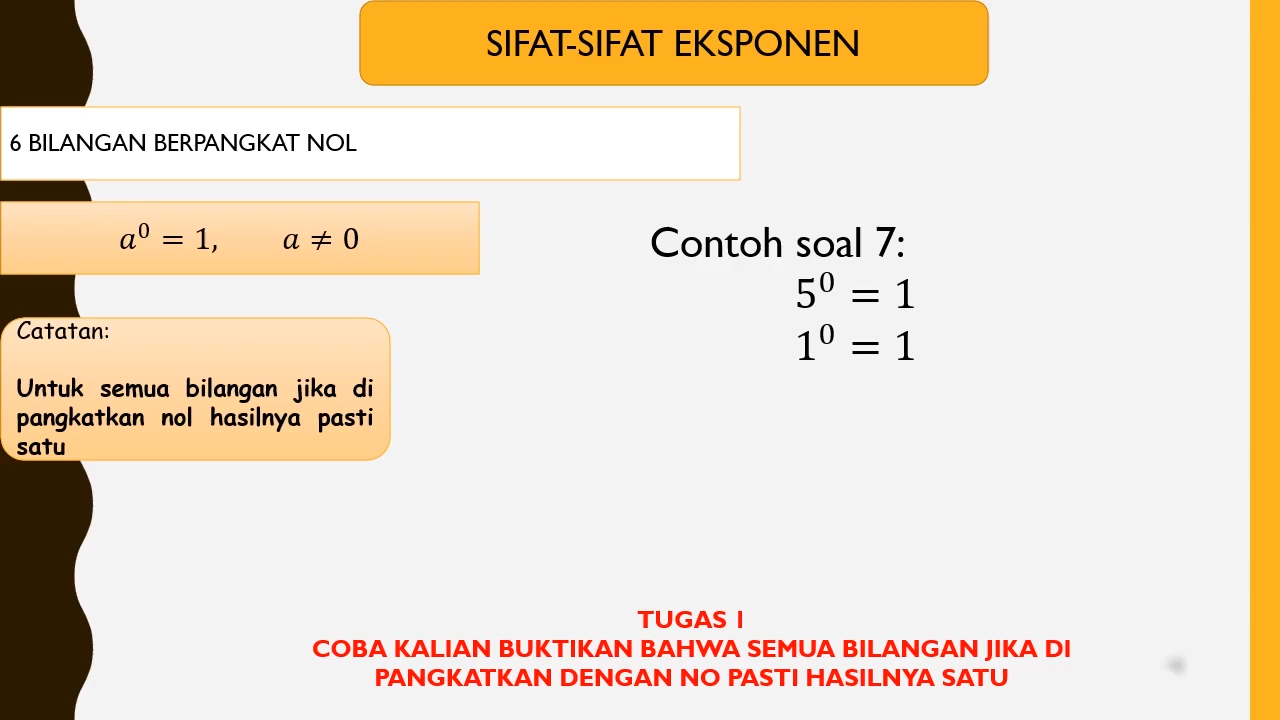 SIFAT-SIFAT EKSPONEN
6 BILANGAN BERPANGKAT NOL
a⁰ = 1, a ≠ 0
Contoh soal 7:
5⁰ = 1
1⁰ = 1
Catatan:
Untuk semua bilangan jika di
pangkatkan nol hasilnya pasti
satu
TUGAS 1
COBA KALIAN BUKTIKAN BAHWA SEMUA BILANGAN JIKA DI
PANGKATKAN DENGAN NO PASTI HASILNYA SATU